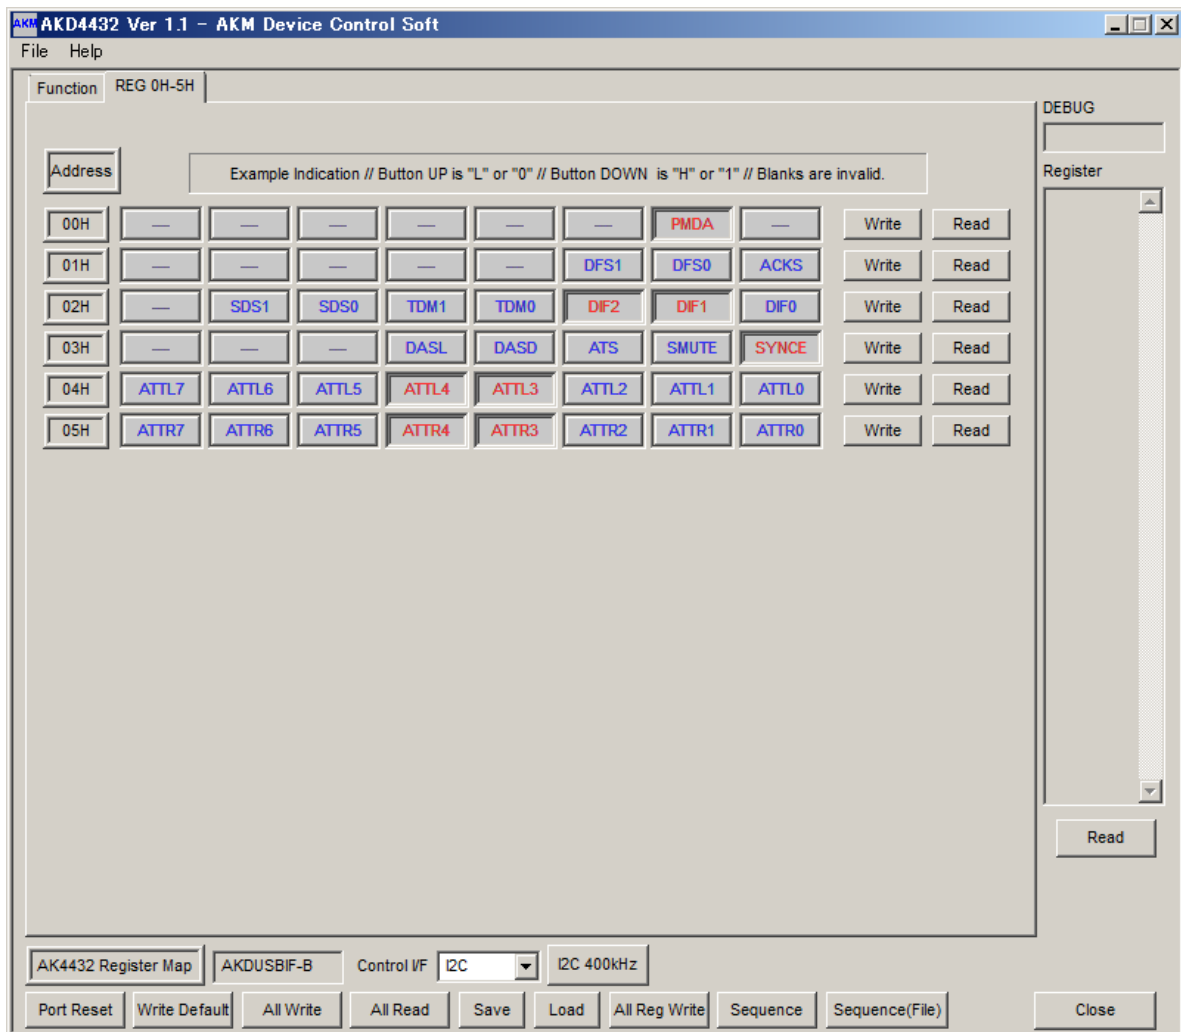 AKM AKD4432 Ver 1.1 - AKM Device Control Soft
File Help
Function REG 0H-5H
DEBUG
Address
Example Indication // Button UP is "L" or "0" // Button DOWN is "H" or "1" // Blanks are invalid.
Register
00H — — — — — — PMDA — Write Read
01H — — — — — DFS1 DFS0 ACKS Write Read
02H — SDS1 SDS0 TDM1 TDM0 DIF2 DIF1 DIF0 Write Read
03H — — — DASL DASD ATS SMUTE SYNCE Write Read
04H ATTL7 ATTL6 ATTL5 ATTL4 ATTL3 ATTL2 ATTL1 ATTL0 Write Read
05H ATTR7 ATTR6 ATTR5 ATTR4 ATTR3 ATTR2 ATTR1 ATTR0 Write Read
Read
AK4432 Register Map AKDUSBIF-B Control I/F I2C I2C 400kHz
Port Reset Write Default All Write All Read Save Load All Reg Write Sequence Sequence(File) Close